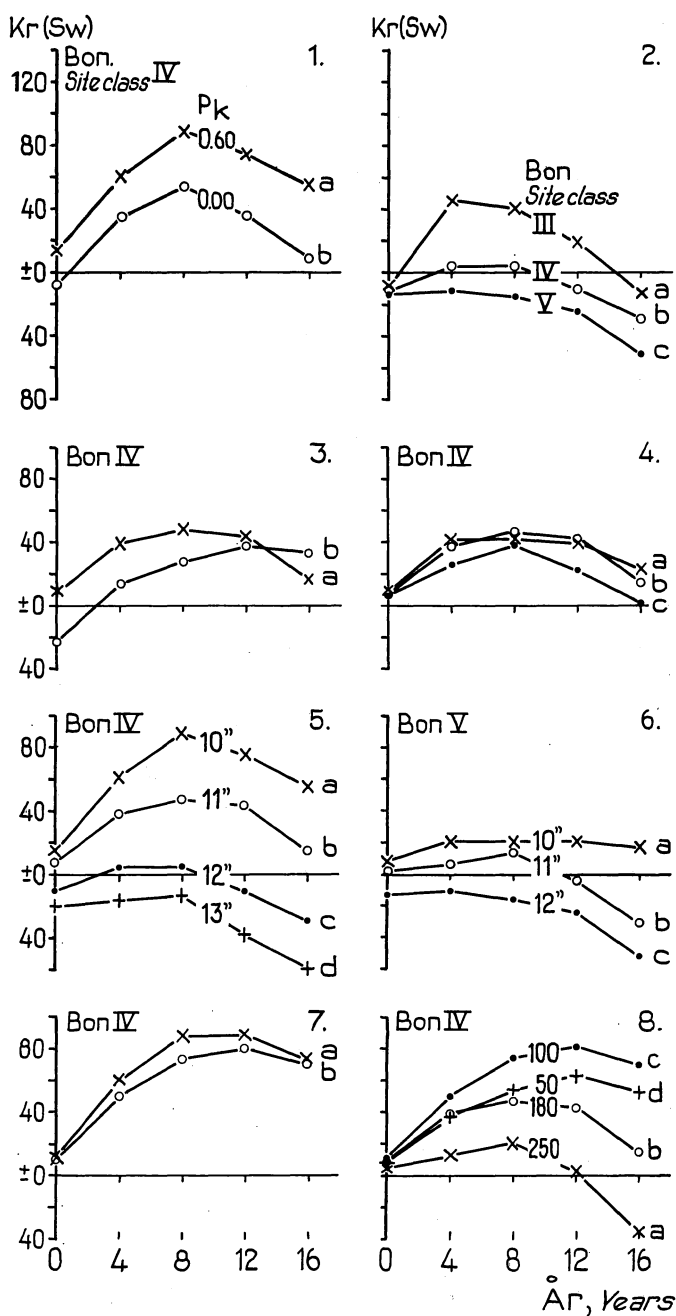 Kr (Sw)
Kr (Sw)
Bon. IV
Site class
1.
Pk
0.60
0.00
a
b
120
80
40
±0
40
80
2.
Bon
Site class
III
IV
V
a
b
c
Bon IV
3.
80
40
±0
40
b
a
Bon IV
4.
a
b
c
Bon IV
5.
80
40
±0
40
10"
11"
12"
13"
a
b
c
d
Bon V
6.
10"
11"
12"
a
b
c
Bon IV
7.
80
40
±0
40
a
b
0 4 8 12 16
Bon IV
8.
100
50
180
250
c
d
b
a
0 4 8 12 16
År, Years